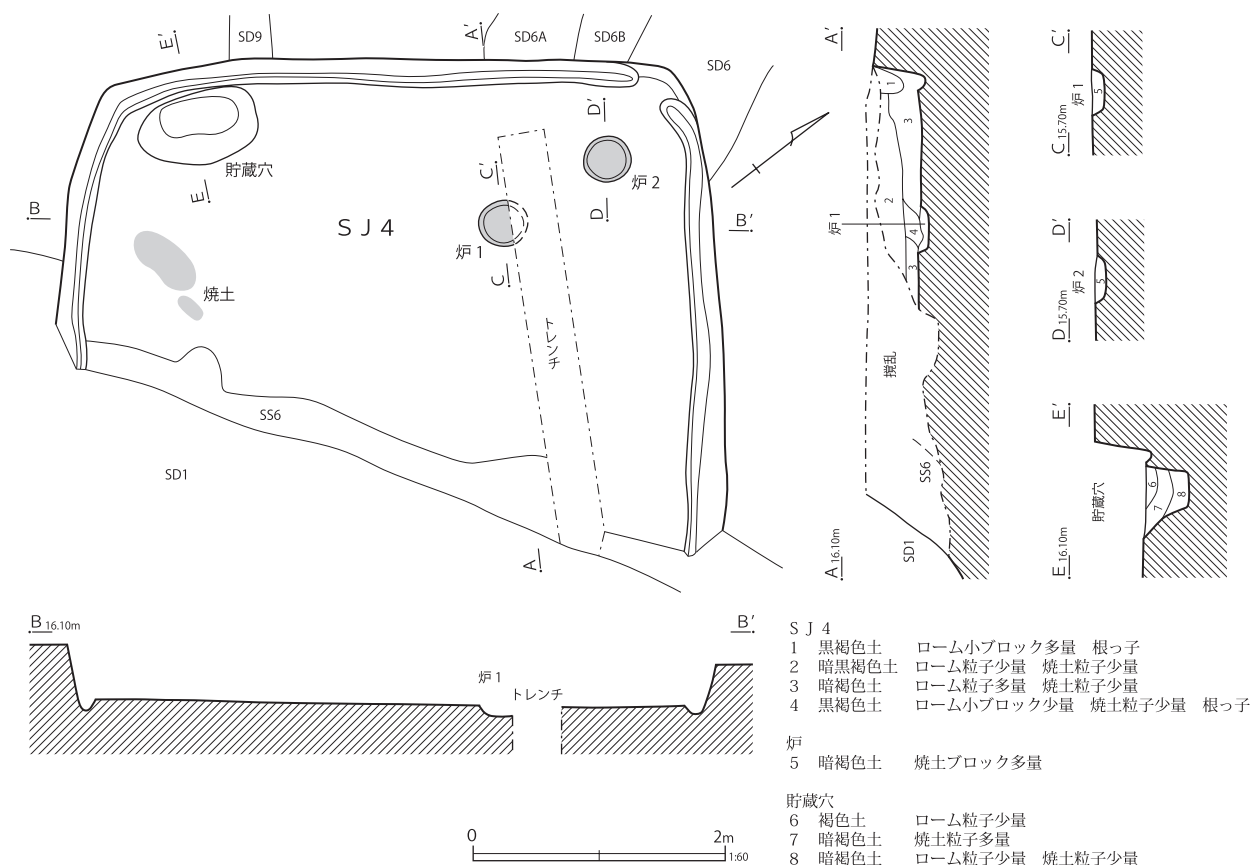 SD9
SD6A
SD6B
SD6
E′
A′
D′
C′
貯蔵穴
E
炉 2
D
B
B′
ＳＪ４
炉 1
C
焼土
トレンチ
SS6
SD1
A
A′
1
3
2
炉 1
4
3
撹乱
SS6
SD1
A 16.10m
C′
炉 1
5
C 15.70m
D′
炉 2
5
D 15.70m
E′
貯蔵穴
6
7
8
E 16.10m
B 16.10m
B′
炉 1
トレンチ
0
2m
1:60
ＳＪ４
1 黒褐色土 ローム小ブロック多量 根っ子
2 暗黒褐色土 ローム粒子少量 焼土粒子少量
3 暗褐色土 ローム粒子多量 焼土粒子少量
4 黒褐色土 ローム小ブロック少量 焼土粒子少量 根っ子
炉
5 暗褐色土 焼土ブロック多量
貯蔵穴
6 褐色土 ローム粒子少量
7 暗褐色土 焼土粒子多量
8 暗褐色土 ローム粒子少量 焼土粒子少量